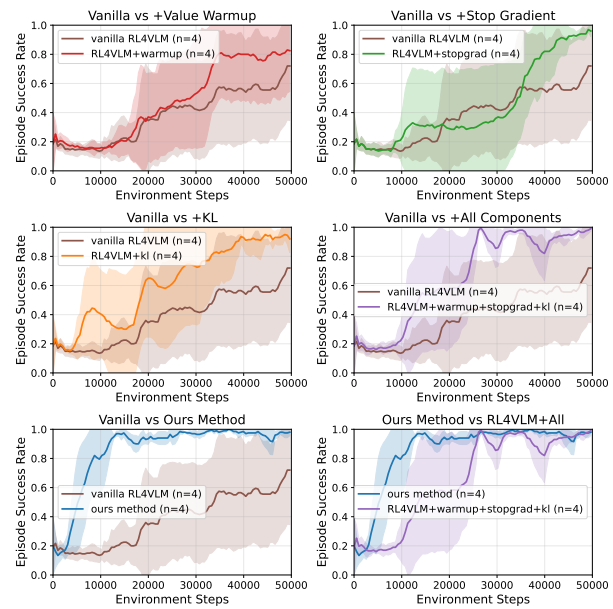 Vanilla vs +Value Warmup
Episode Success Rate
1.0
0.8
0.6
0.4
0.2
0.0
vanilla RL4VLM (n=4)
RL4VLM+warmup (n=4)
0 10000 20000 30000 40000 50000
Environment Steps
Vanilla vs +Stop Gradient
Episode Success Rate
1.0
0.8
0.6
0.4
0.2
0.0
vanilla RL4VLM (n=4)
RL4VLM+stopgrad (n=4)
0 10000 20000 30000 40000 50000
Environment Steps
Vanilla vs +KL
Episode Success Rate
1.0
0.8
0.6
0.4
0.2
0.0
vanilla RL4VLM (n=4)
RL4VLM+kl (n=4)
0 10000 20000 30000 40000 50000
Environment Steps
Vanilla vs +All Components
Episode Success Rate
1.0
0.8
0.6
0.4
0.2
0.0
vanilla RL4VLM (n=4)
RL4VLM+warmup+stopgrad+kl (n=4)
0 10000 20000 30000 40000 50000
Environment Steps
Vanilla vs Ours Method
Episode Success Rate
1.0
0.8
0.6
0.4
0.2
0.0
vanilla RL4VLM (n=4)
ours method (n=4)
0 10000 20000 30000 40000 50000
Environment Steps
Ours Method vs RL4VLM+All
Episode Success Rate
1.0
0.8
0.6
0.4
0.2
0.0
ours method (n=4)
RL4VLM+warmup+stopgrad+kl (n=4)
0 10000 20000 30000 40000 50000
Environment Steps